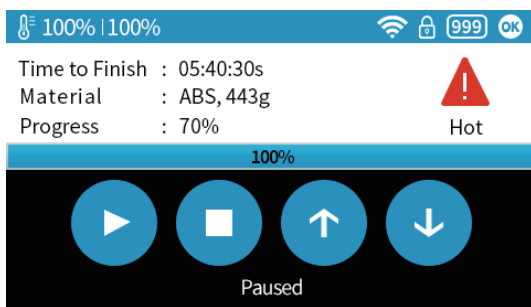 100% | 100% 999 OK
Time to Finish : 05:40:30s
Material : ABS, 443g
Progress : 70%
Hot
100%
Paused